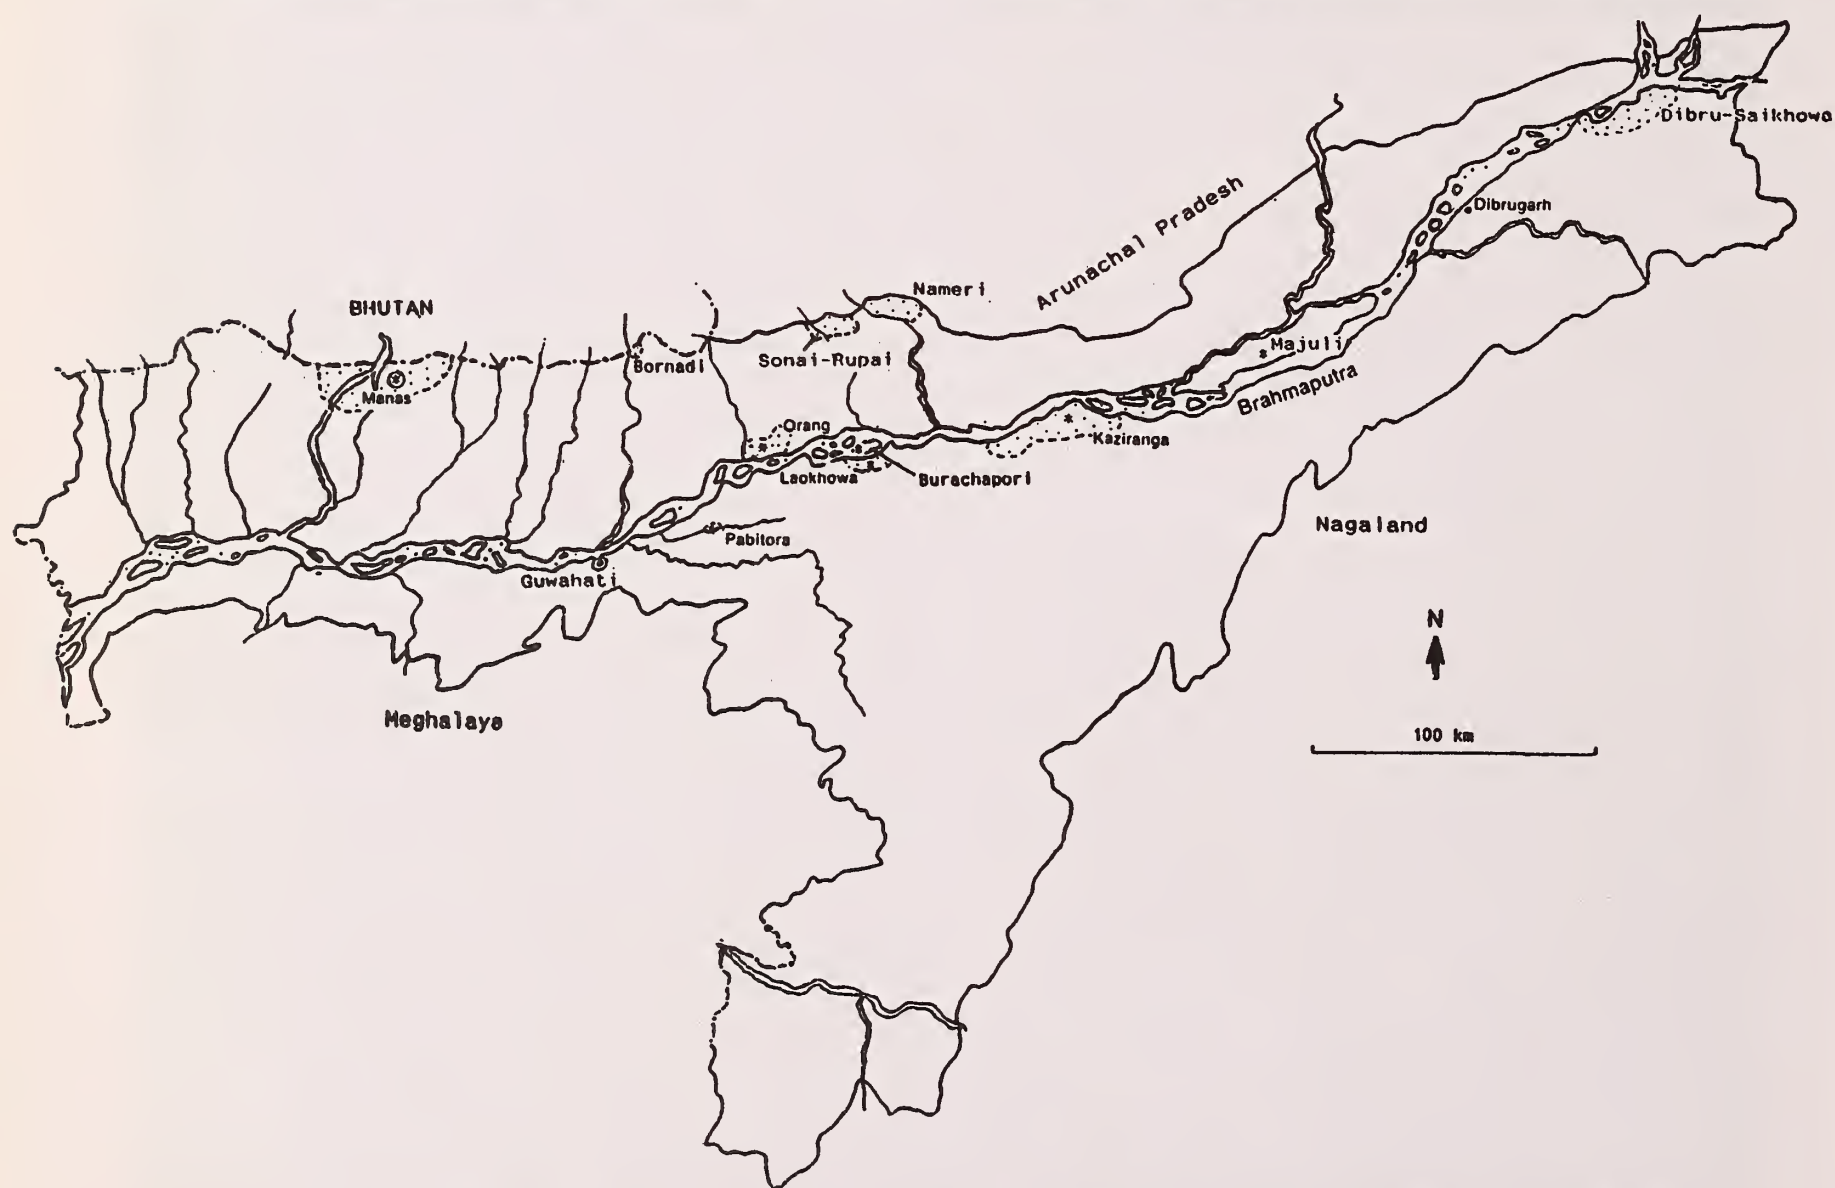 Dibru-Saikhowa
Arunachal Pradesh
Dibrugarh
Nameri
BHUTAN
Majuli
Sonai-Rupai
Bornadi
Brahmaputra
Manas
Orang
Kaziranga
Laokhowa
Burachapori
Nagaland
Pabitora
Guwahati
N
Meghalaya
100 km